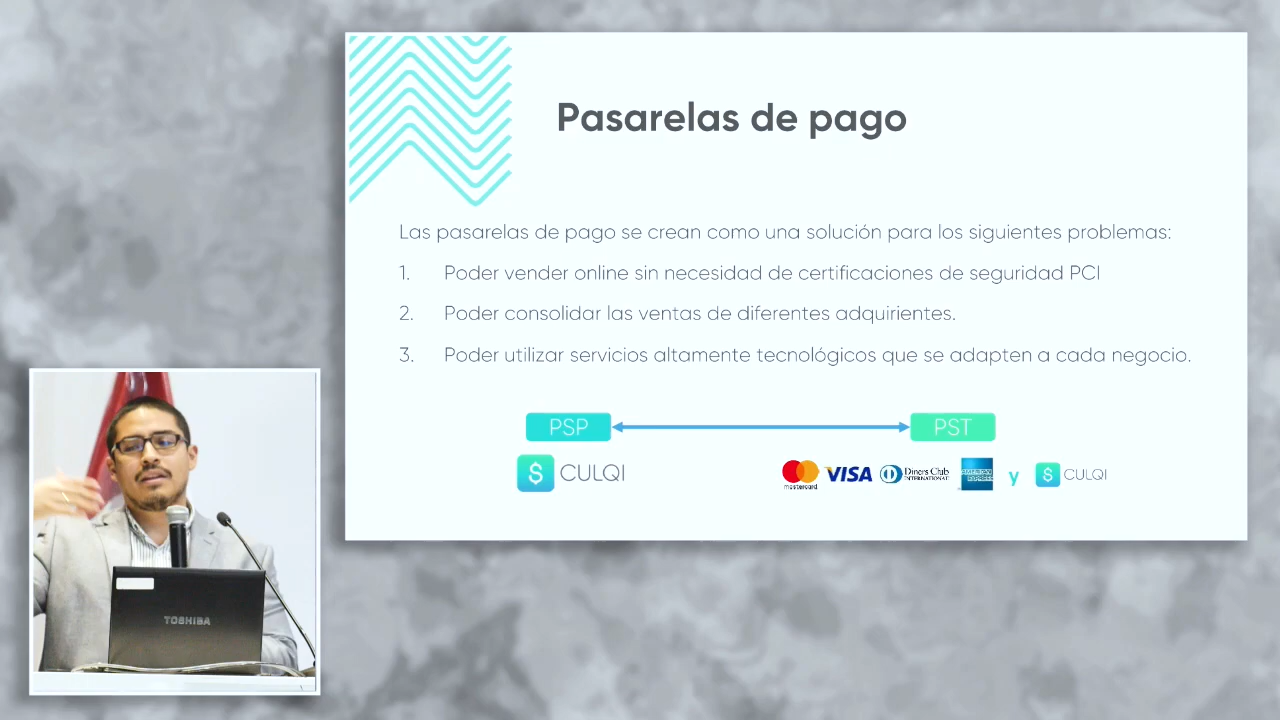 Pasarelas de pago
Las pasarelas de pago se crean como una solución para los siguientes problemas:
1. Poder vender online sin necesidad de certificaciones de seguridad PCI
2. Poder consolidar las ventas de diferentes adquirientes.
3. Poder utilizar servicios altamente tecnológicos que se adapten a cada negocio.
PSP PST
$ CULQI mastercard VISA Diners Club INTERNATIONAL AMERICAN EXPRESS y $ CULQI
TOSHIBA